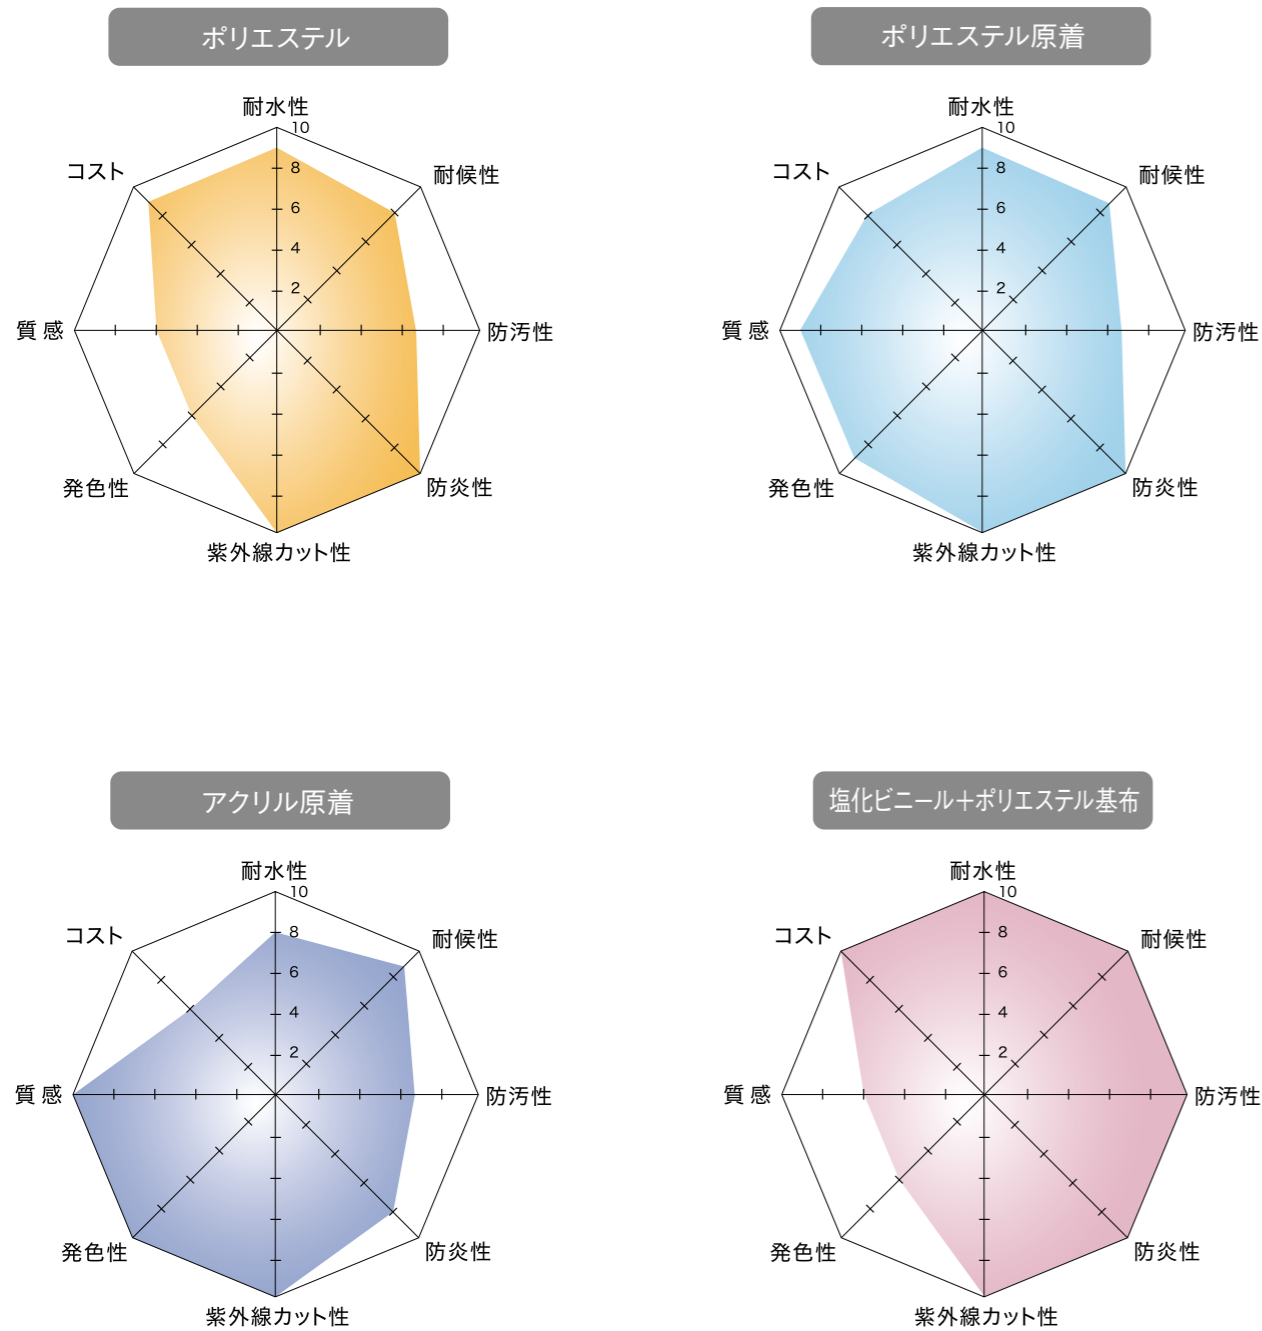 ポリエステル
耐水性
10
コスト
耐候性
8
6
4
2
質感
防汚性
発色性
防炎性
紫外線カット性
ポリエステル原着
耐水性
10
コスト
耐候性
8
6
4
2
質感
防汚性
発色性
防炎性
紫外線カット性
アクリル原着
耐水性
10
コスト
耐候性
8
6
4
2
質感
防汚性
発色性
防炎性
紫外線カット性
塩化ビニール+ポリエステル基布
耐水性
10
コスト
耐候性
8
6
4
2
質感
防汚性
発色性
防炎性
紫外線カット性